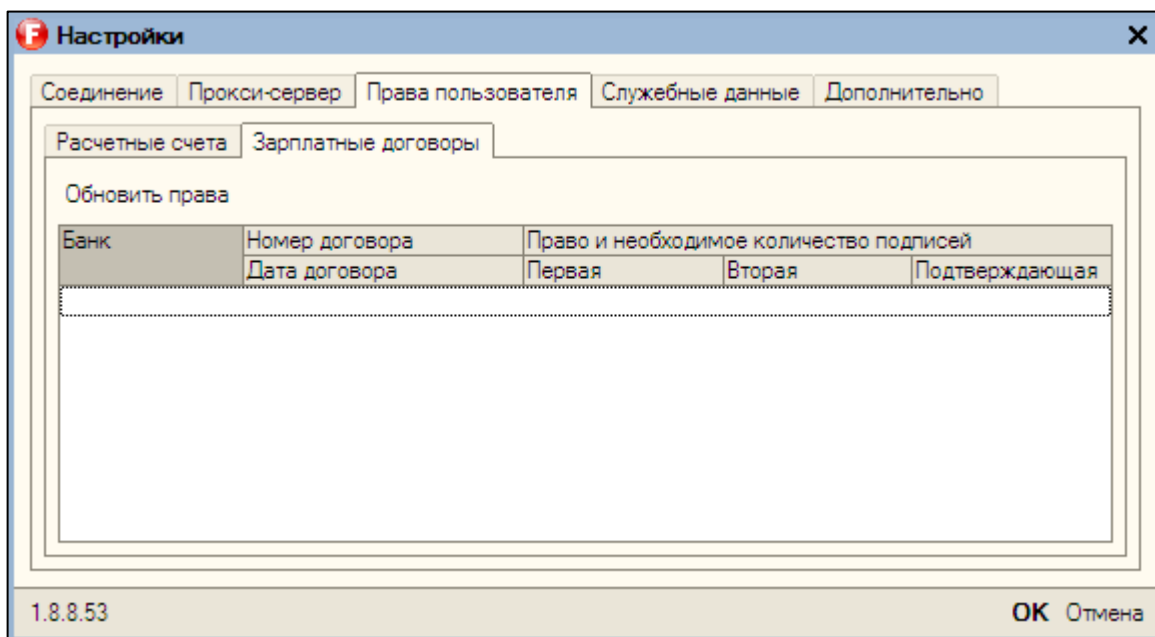 F Настройки
Соединение Прокси-сервер Права пользователя Служебные данные Дополнительно
Расчетные счета Зарплатные договоры
Обновить права
Банк Номер договора Право и необходимое количество подписей
Дата договора Первая Вторая Подтверждающая
1.8.8.53 OK Отмена